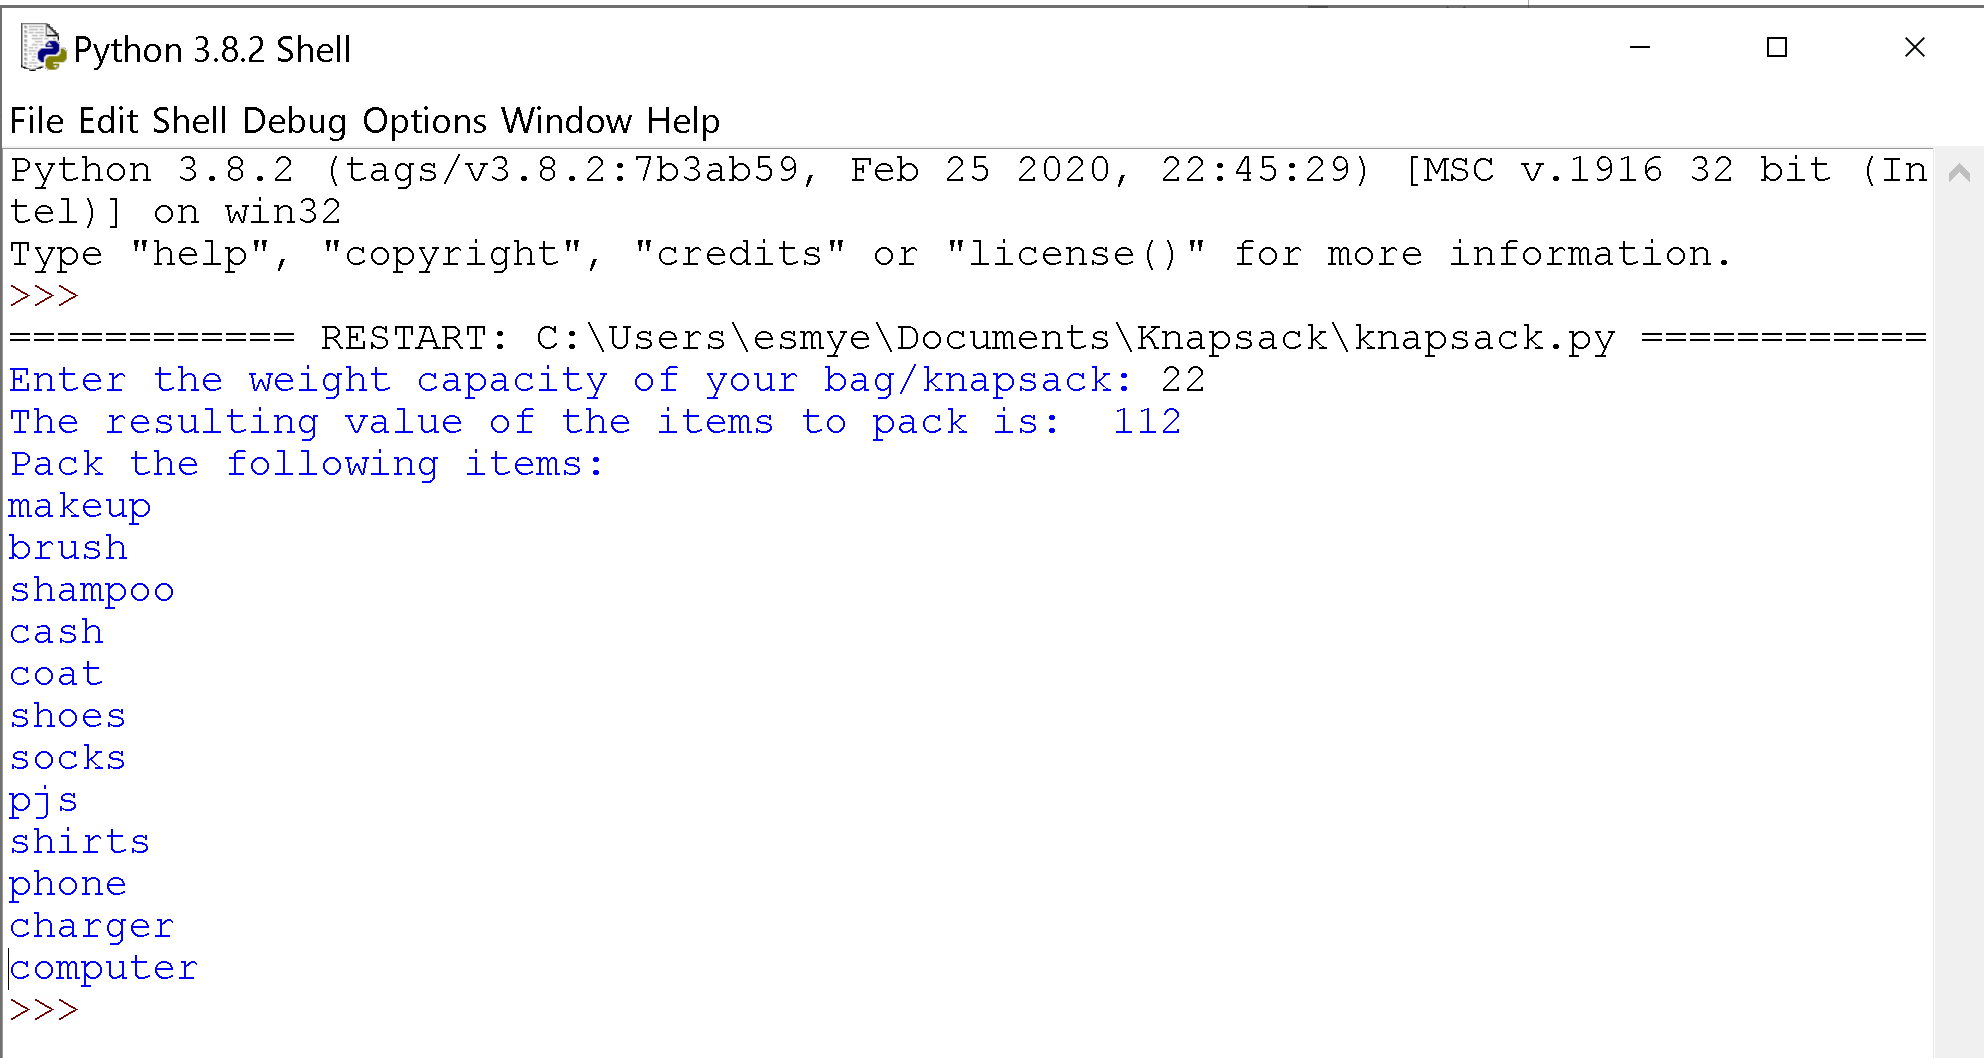 Python 3.8.2 Shell
File Edit Shell Debug Options Window Help
Python 3.8.2 (tags/v3.8.2:7b3ab59, Feb 25 2020, 22:45:29) [MSC v.1916 32 bit (In
tel)] on win32
Type "help", "copyright", "credits" or "license()" for more information.
>>>
============ RESTART: C:\Users\esmye\Documents\Knapsack\knapsack.py ============
Enter the weight capacity of your bag/knapsack: 22
The resulting value of the items to pack is:  112
Pack the following items:
makeup
brush
shampoo
cash
coat
shoes
socks
pjs
shirts
phone
charger
computer
>>>